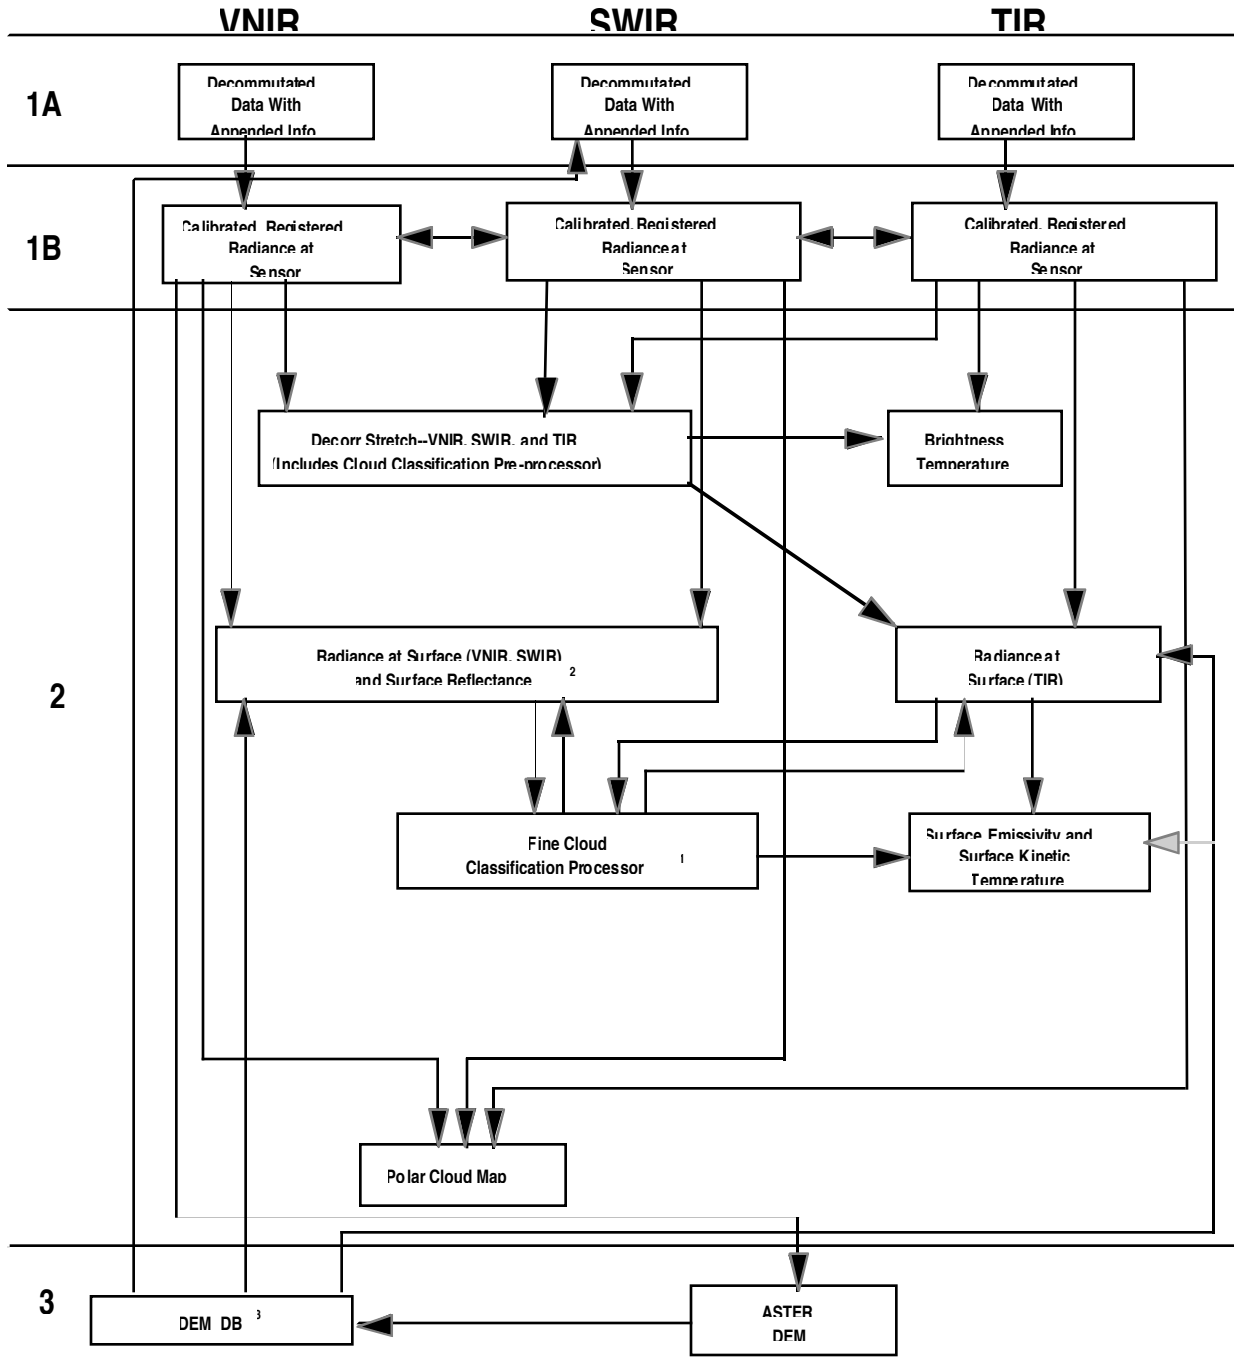 VNIR SWIR TIR
1A
Decommutated
Data With
Appended Info
Decommutated
Data With
Appended Info
Decommutated
Data With
Appended Info
1B
Calibrated, Registered
Radiance at
Sensor
Calibrated, Registered
Radiance at
Sensor
Calibrated, Registered
Radiance at
Sensor
2
Decorr Stretch--VNIR, SWIR, and TIR
(Includes Cloud Classification Pre-processor)
Brightness
Temperature
Radiance at Surface (VNIR, SWIR)
and Surface Reflectance 2
Radiance at
Surface (TIR)
Fine Cloud
Classification Processor 1
Surface Emissivity and
Surface Kinetic
Temperature
Polar Cloud Map
3
DEM DB 3
ASTER
DEM